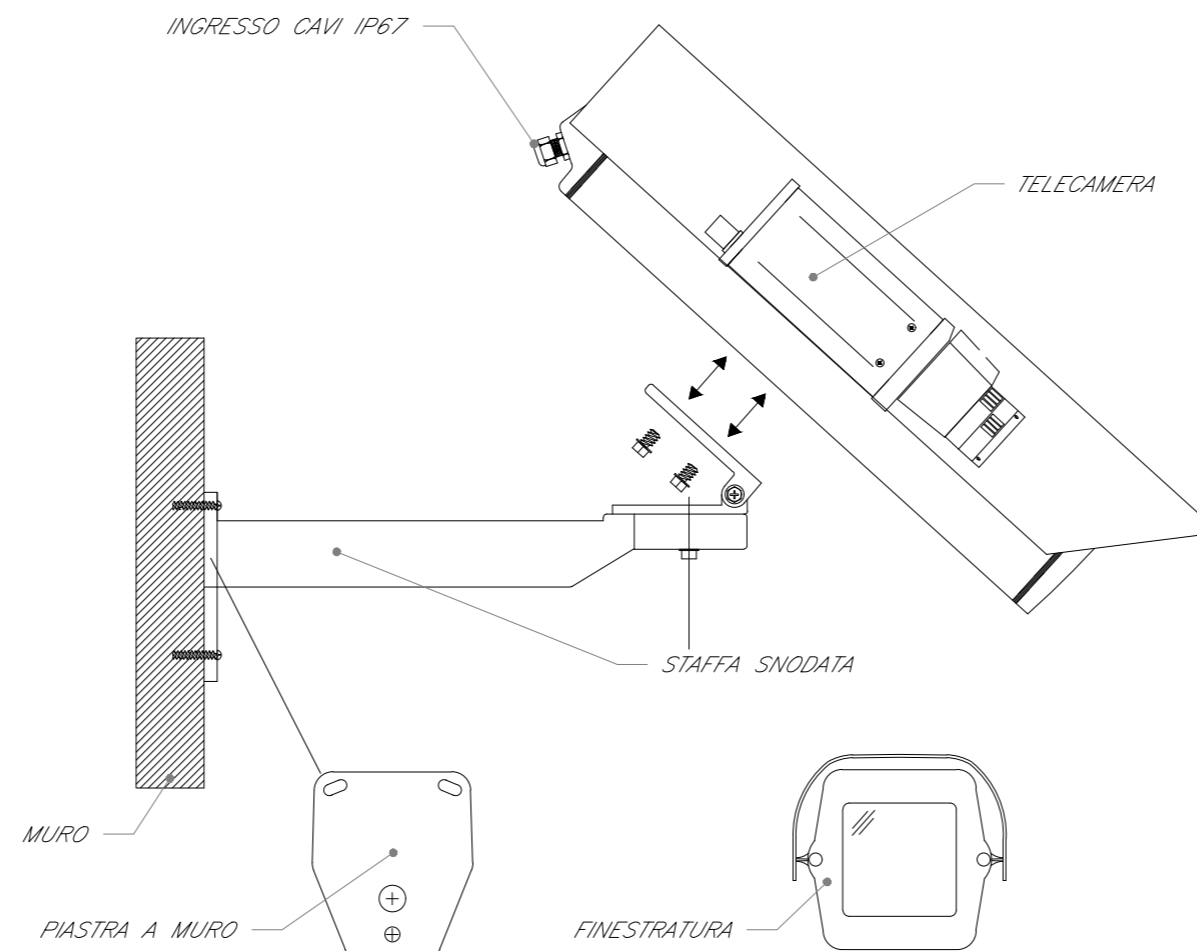 INGRESSO CAVI IP67
TELECAMERA
STAFFA SNODATA
MURO
PIASTRA A MURO
FINESTRATURA